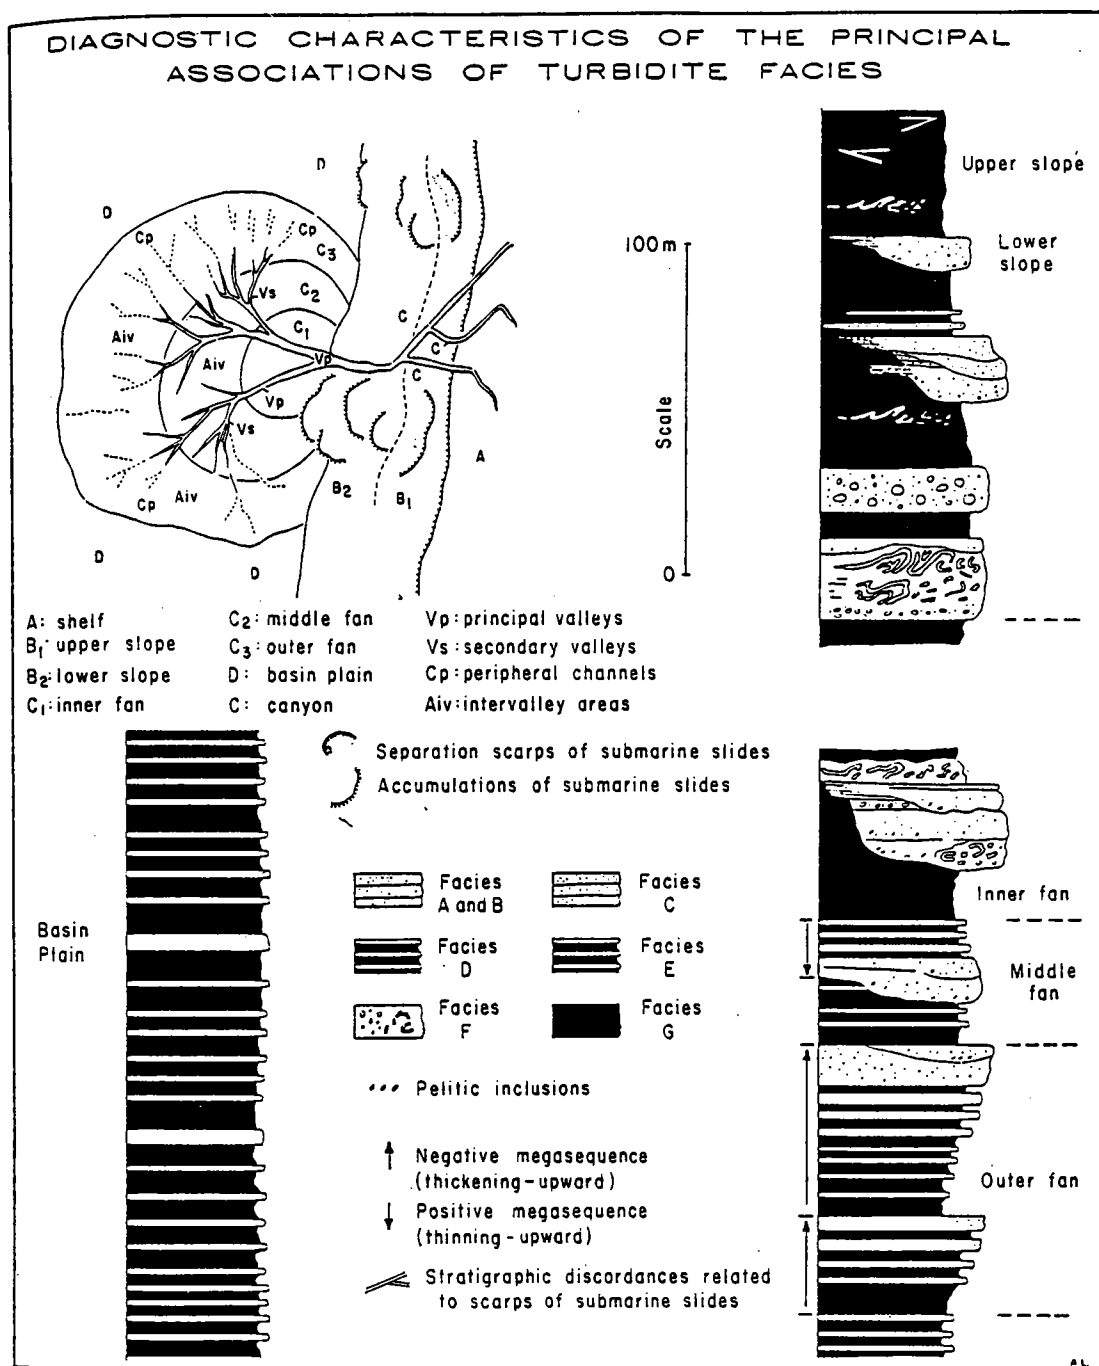 DIAGNOSTIC CHARACTERISTICS OF THE PRINCIPAL
ASSOCIATIONS OF TURBIDITE FACIES
D
D
Cp
Cp
C3
Vs
C2
C1
Aiv
Aiv
Vp
Vp
Vs
Cp
Aiv
D
D
C
C
C
A
B2
B1
100m
Scale
0
Upper slope
Lower
slope
A: shelf
B1: upper slope
B2: lower slope
C1: inner fan
C2: middle fan
C3: outer fan
D: basin plain
C: canyon
Vp: principal valleys
Vs: secondary valleys
Cp: peripheral channels
Aiv: intervalley areas
Separation scarps of submarine slides
Accumulations of submarine slides
Basin
Plain
Facies
A and B
Facies
C
Facies
D
Facies
E
Facies
F
Facies
G
Pelitic inclusions
Negative megasequence
(thickening-upward)
Positive megasequence
(thinning-upward)
Stratigraphic discordances related
to scarps of submarine slides
Inner fan
Middle
fan
Outer fan